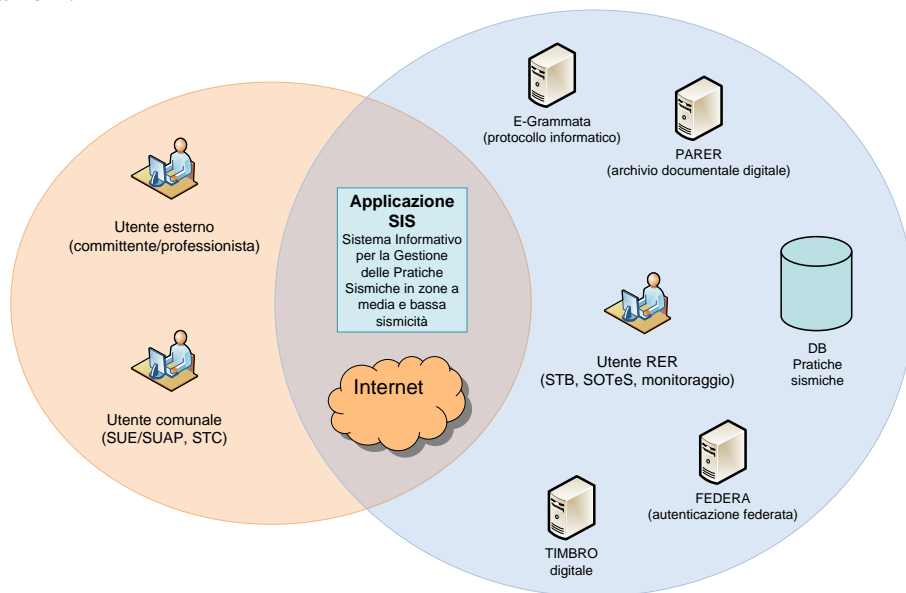 E-Grammata
(protocollo informatico)
PARER
(archivio documentale digitale)
Utente esterno
(committente/professionista)
Applicazione
SIS
Sistema Informativo
per la Gestione
delle Pratiche
Sismiche in zone a
media e bassa
sismicità
Utente RER
(STB, SOTeS, monitoraggio)
DB
Pratiche
sismiche
Internet
Utente comunale
(SUE/SUAP, STC)
FEDERA
(autenticazione federata)
TIMBRO
digitale